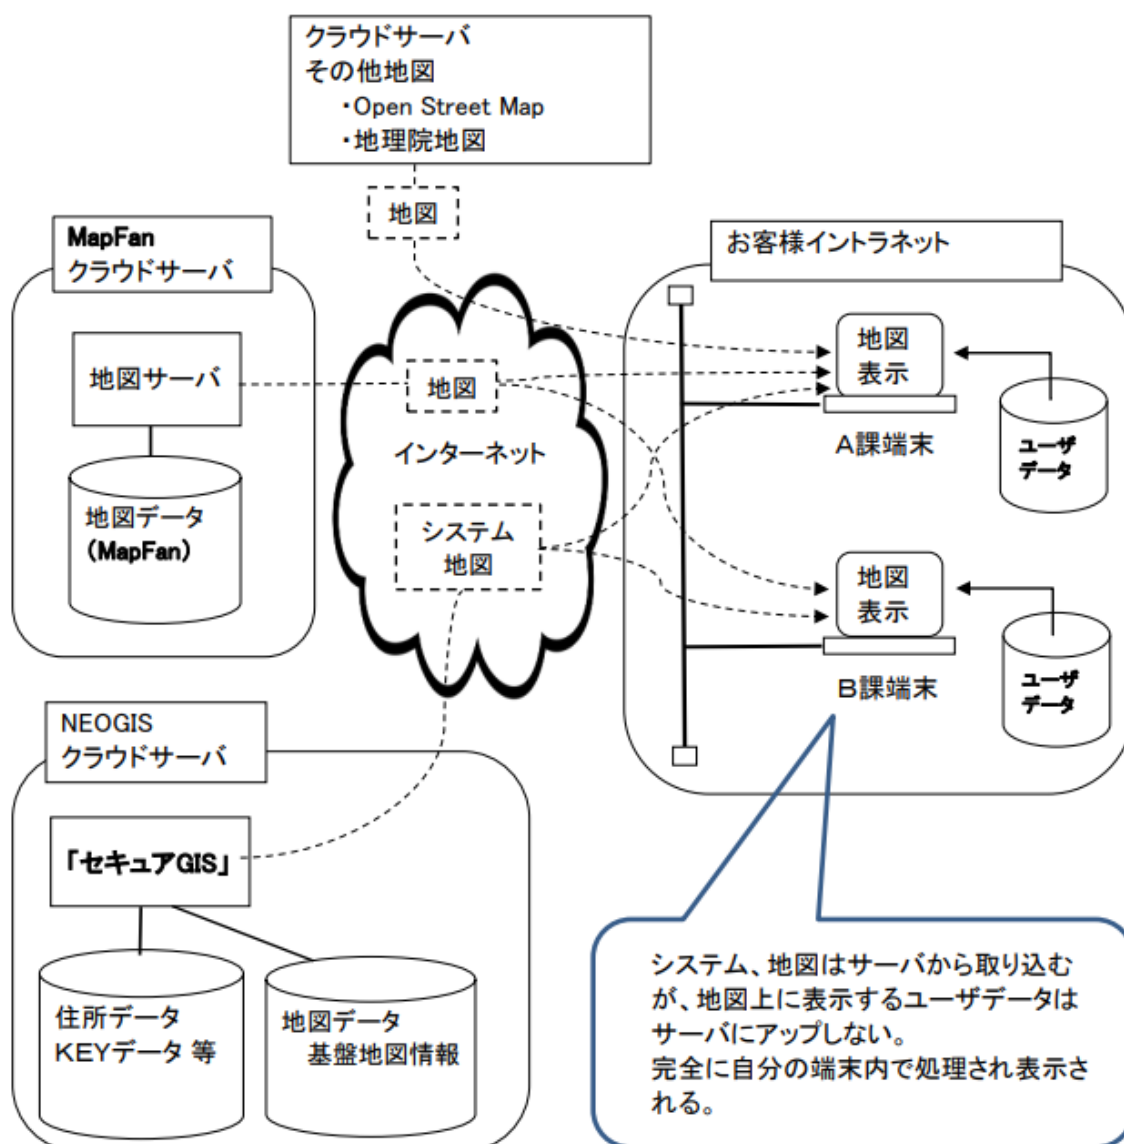 クラウドサーバ
その他地図
・Open Street Map
・地理院地図
地図
MapFan
クラウドサーバ
地図サーバ
地図データ
(MapFan)
地図
インターネット
システム
地図
お客様イントラネット
地図
表示
A課端末
ユーザ
データ
地図
表示
B課端末
ユーザ
データ
NEOGIS
クラウドサーバ
「セキュアGIS」
住所データ
KEYデータ 等
地図データ
基盤地図情報
システム、地図はサーバから取り込む
が、地図上に表示するユーザデータは
サーバにアップしない。
完全に自分の端末内で処理され表示さ
れる。